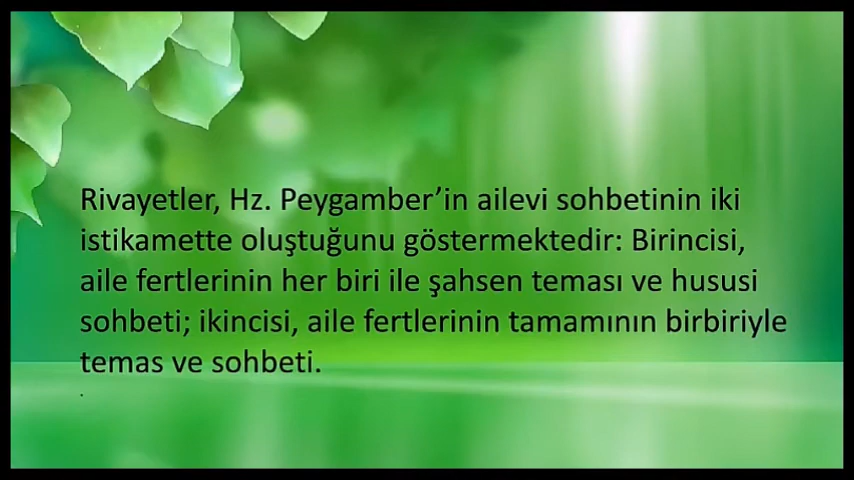 Rivayetler, Hz. Peygamber’in ailevi sohbetinin iki
istikamette oluştuğunu göstermektedir: Birincisi,
aile fertlerinin her biri ile şahsen teması ve hususi
sohbeti; ikincisi, aile fertlerinin tamamının birbiriyle
temas ve sohbeti.
.